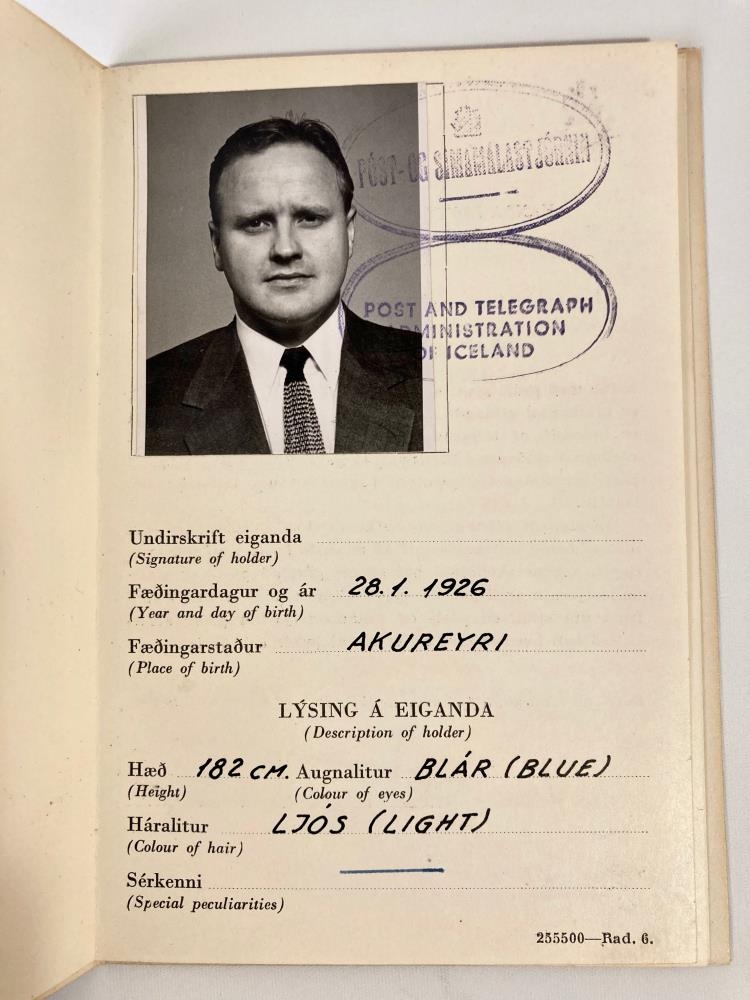 PÓST- OG SÍMAMÁLASTJÓRNIN
POST AND TELEGRAPH
ADMINISTRATION
OF ICELAND
Undirskrift eiganda
(Signature of holder)
Fæðingardagur og ár 28.1.1926
(Year and day of birth)
Fæðingarstaður AKUREYRI
(Place of birth)
LÝSING Á EIGANDA
(Description of holder)
Hæð 182 CM. Augnalitur BLÁR (BLUE)
(Height) (Colour of eyes)
Háralitur LJÓS (LIGHT)
(Colour of hair)
Sérkenni
(Special peculiarities)
255500—Rad. 6.